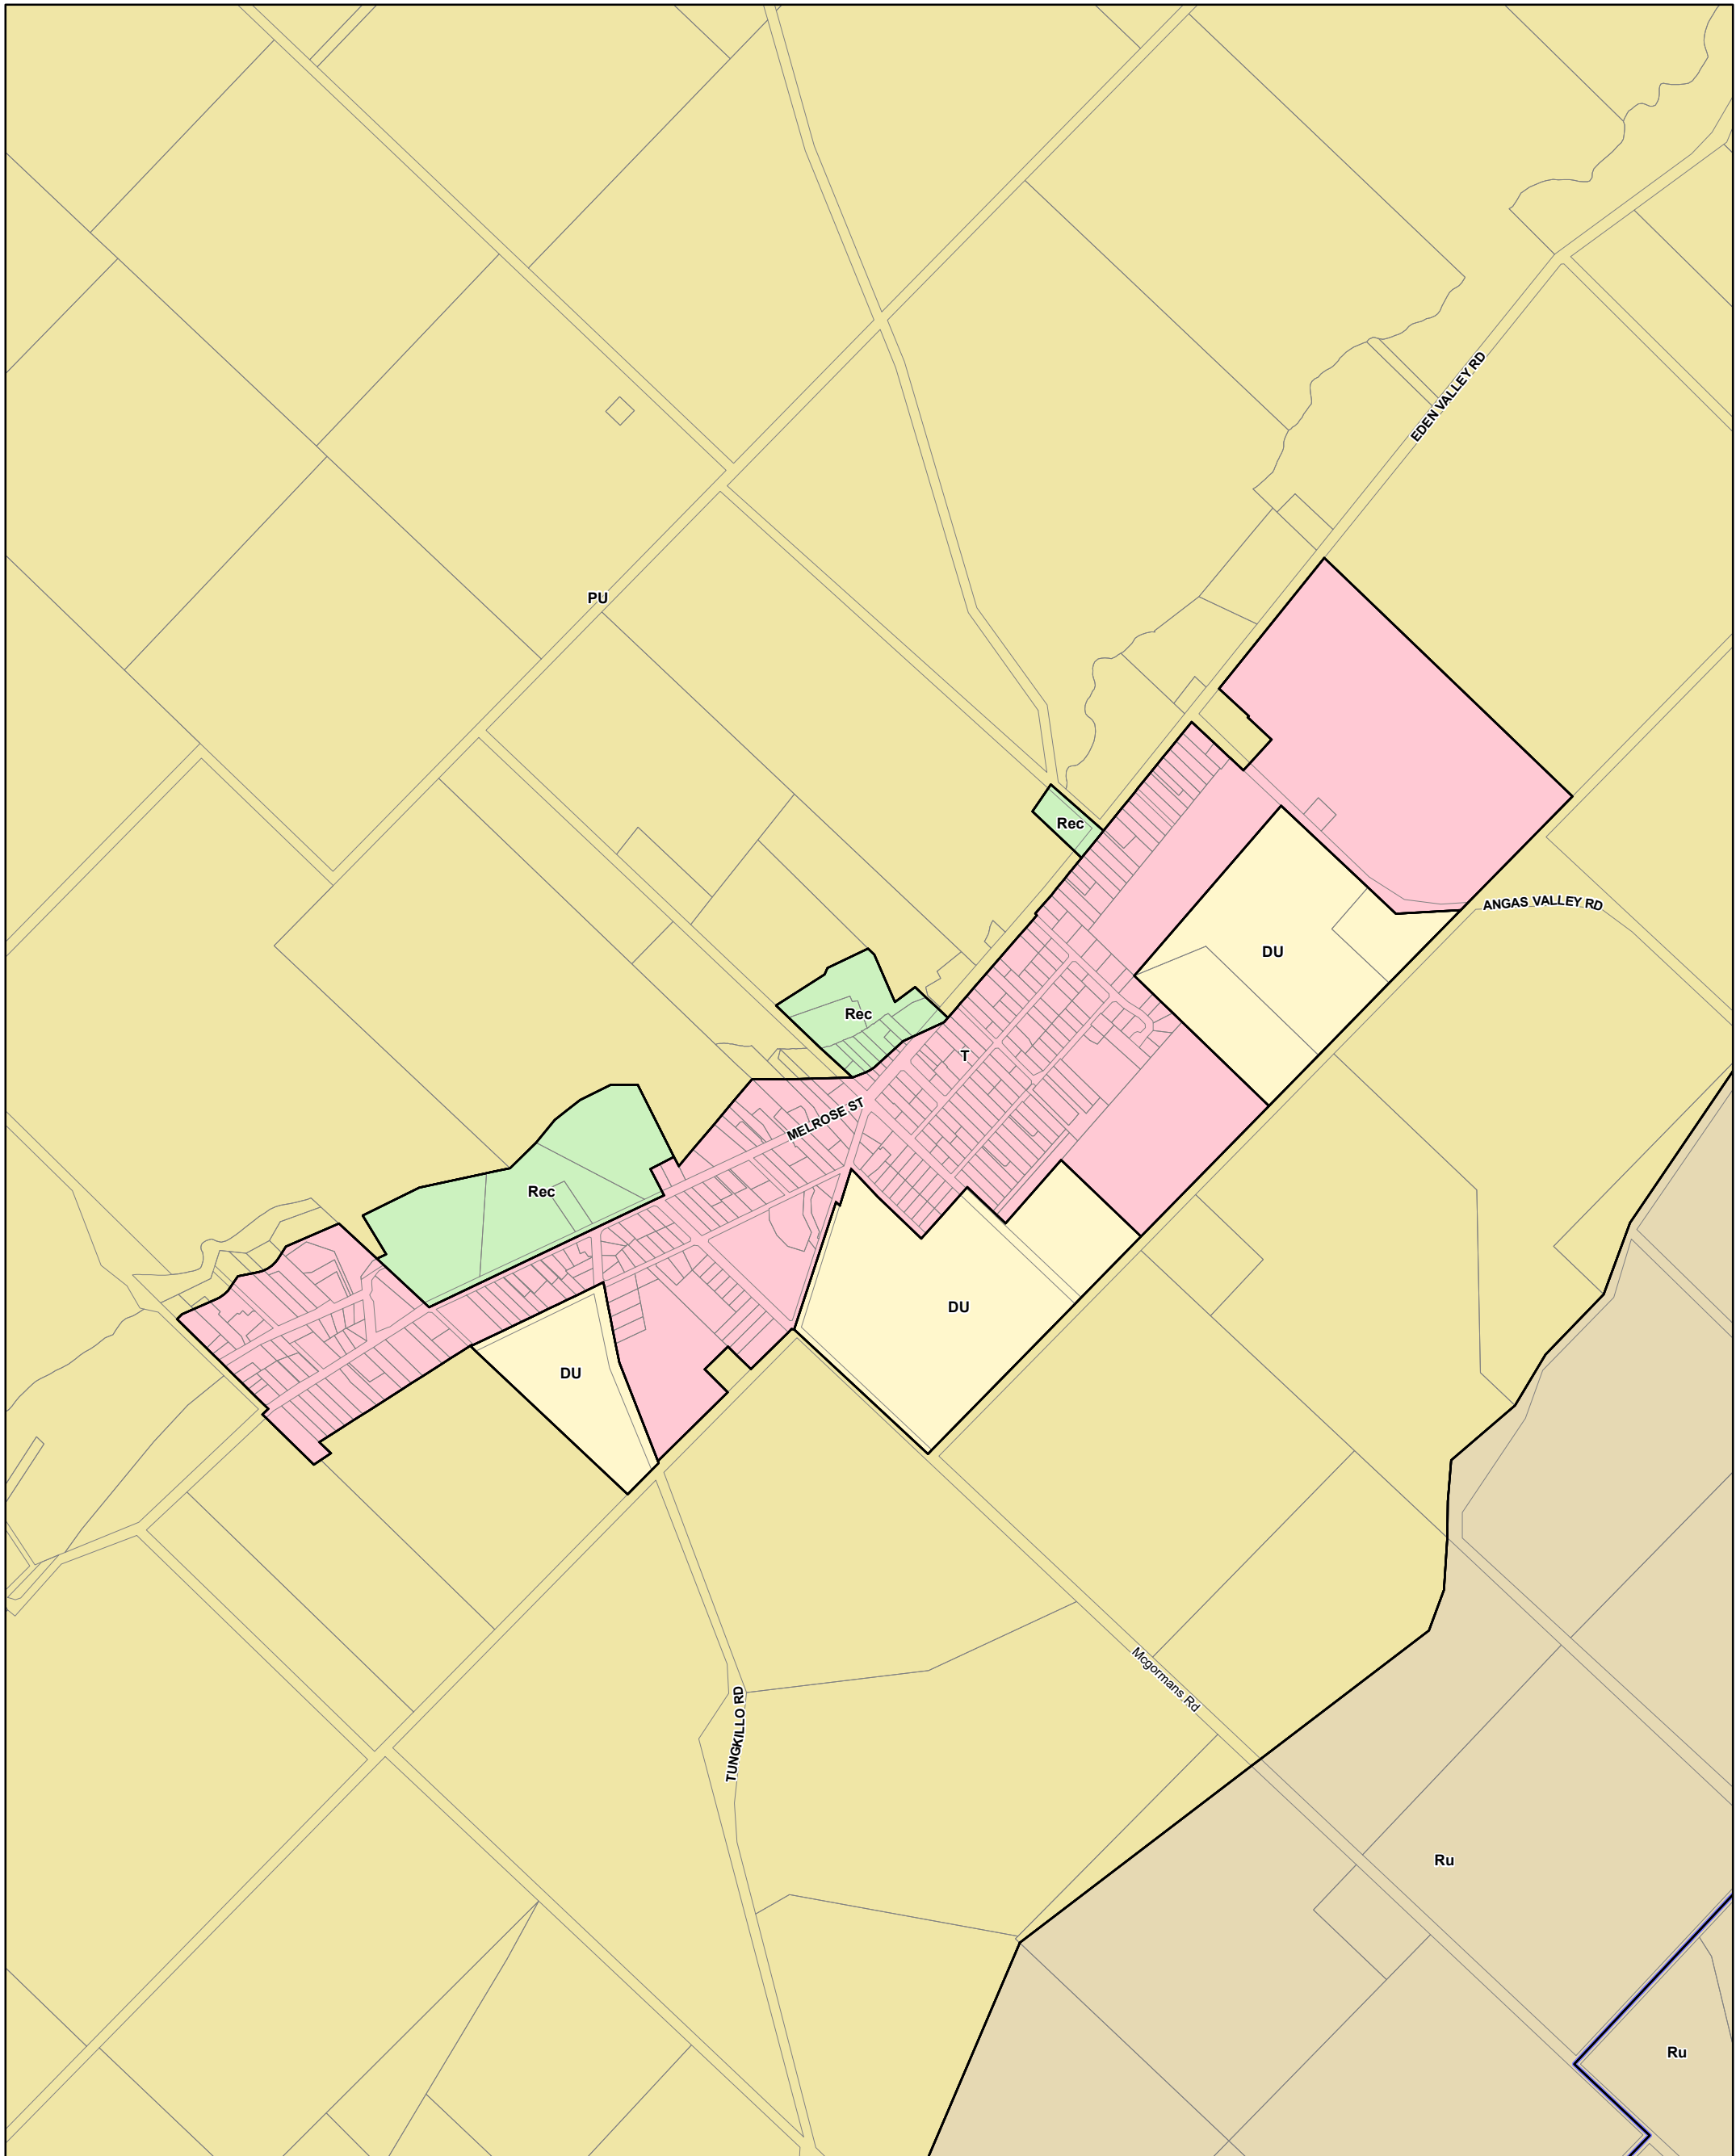 EDEN VALLEY RD
PU
Rec
ANGAS VALLEY RD
DU
Rec
T
MELROSE ST
Rec
DU
DU
Mcgormans Rd
TUNGKILLO RD
Ru
Ru